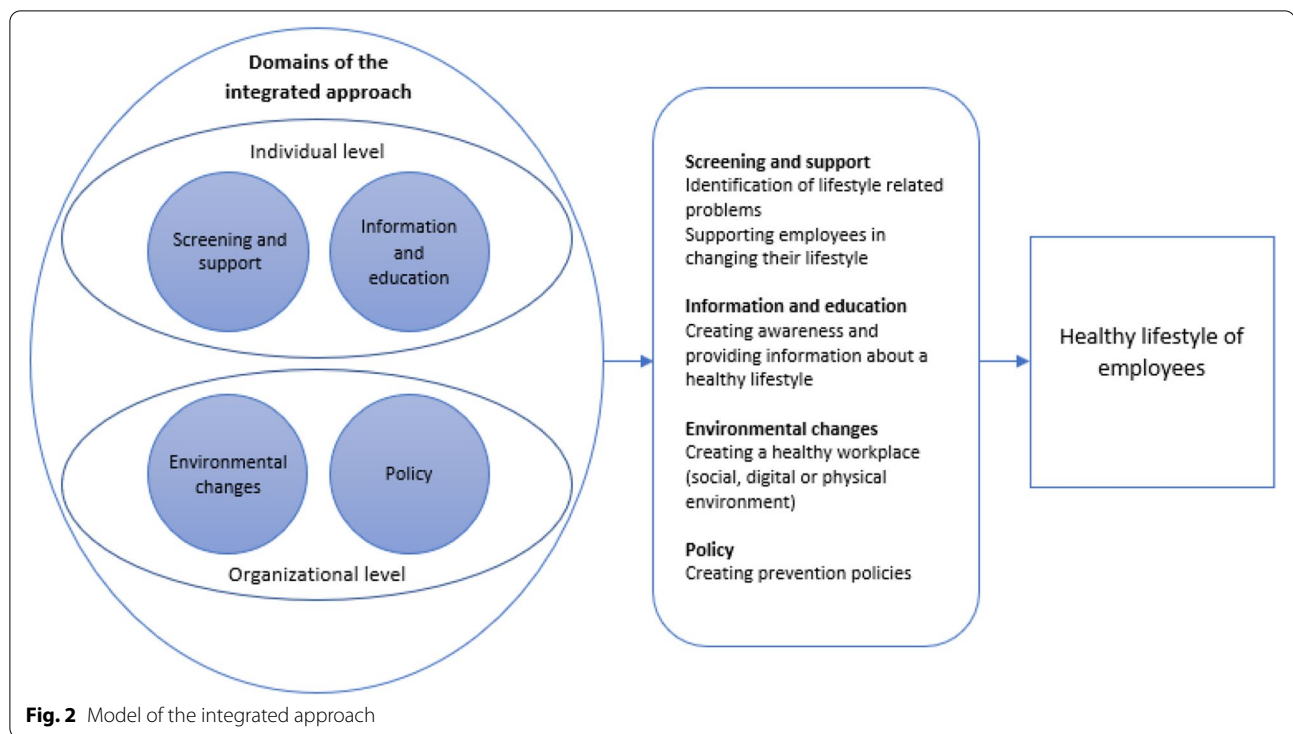 Domains of the
integrated approach
Individual level
Screening and
support
Information
and
education
Environmental
changes
Policy
Organizational level
Screening and support
Identification of lifestyle related
problems
Supporting employees in
changing their lifestyle
Information and education
Creating awareness and
providing information about a
healthy lifestyle
Environmental changes
Creating a healthy workplace
(social, digital or physical
environment)
Policy
Creating prevention policies
Healthy lifestyle of
employees
Fig. 2 Model of the integrated approach